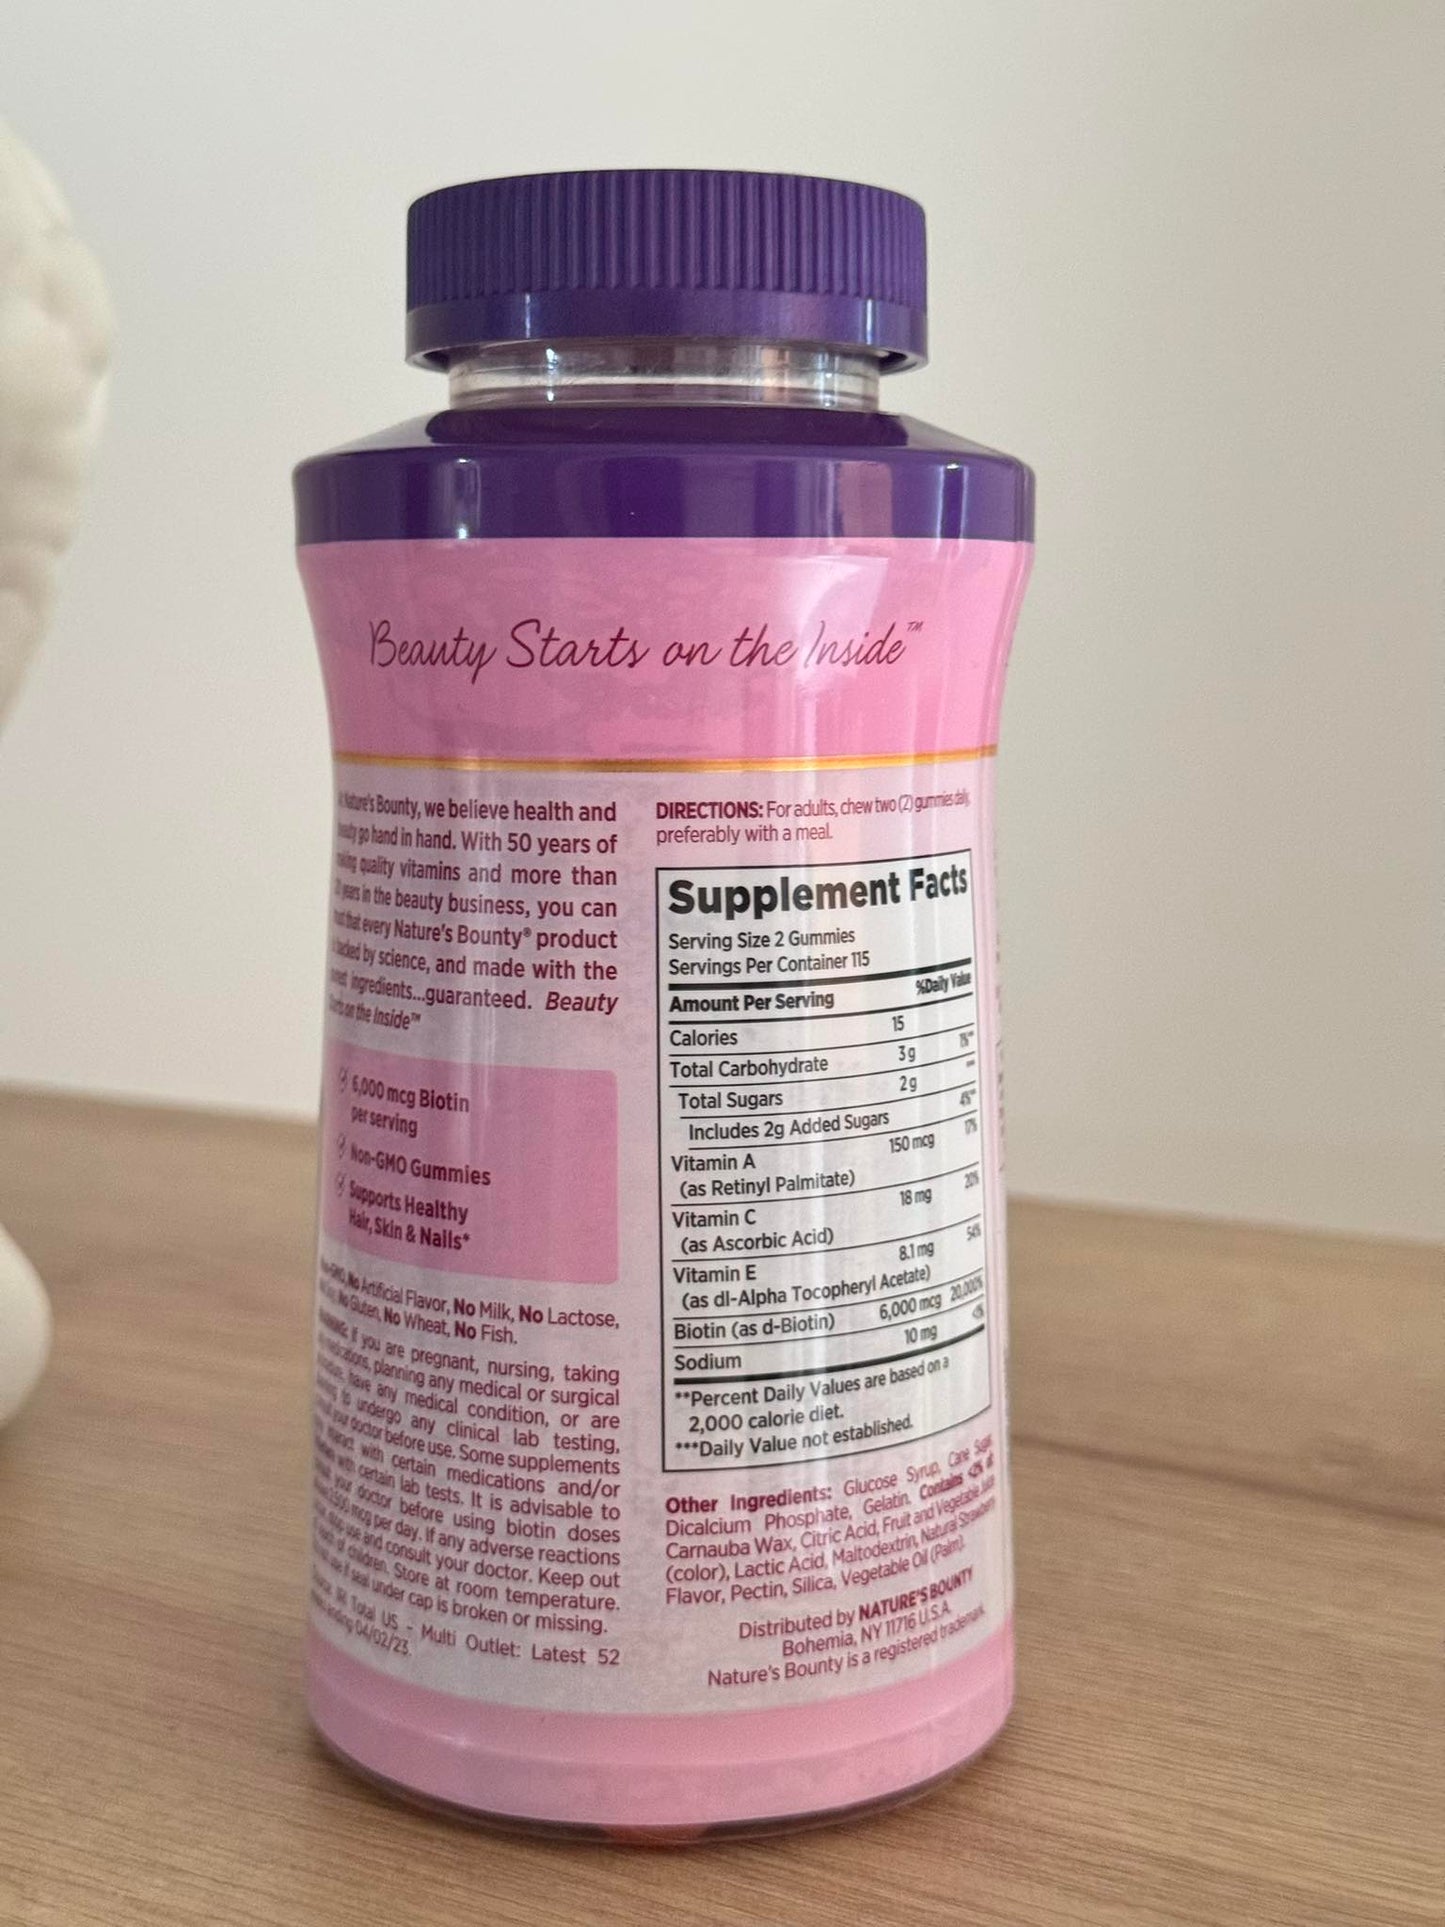 Beauty Starts on the Inside™
Nature's Bounty, we believe health and
go hand in hand. With 50 years of
quality vitamins and more than
years in the beauty business, you can
that every Nature's Bounty® product
backed by science, and made with the
ingredients...guaranteed. Beauty
on the Inside™
6,000 mcg Biotin
per serving
Non-GMO Gummies
Supports Healthy
Hair, Skin & Nails*
No Artificial Flavor, No Milk, No Lactose,
No Gluten, No Wheat, No Fish.
If you are pregnant, nursing, taking
medications, planning any medical or surgical
have any medical condition, or are
to undergo any clinical lab testing,
your doctor before use. Some supplements
interact with certain medications and/or
with certain lab tests. It is advisable to
your doctor before using biotin doses
mcg per day. If any adverse reactions
stop use and consult your doctor. Keep out
of children. Store at room temperature.
if seal under cap is broken or missing.
Total US - Multi Outlet: Latest 52
ending 04/02/23.
DIRECTIONS: For adults, chew two (2) gummies daily,
preferably with a meal.
Supplement Facts
Serving Size 2 Gummies
Servings Per Container 115
Amount Per Serving %Daily Value
Calories 15
Total Carbohydrate 3 g 1%**
Total Sugars 2 g ***
Includes 2g Added Sugars 4%**
Vitamin A 150 mcg 17%
(as Retinyl Palmitate)
Vitamin C 18 mg 20%
(as Ascorbic Acid)
Vitamin E 8.1 mg 54%
(as dl-Alpha Tocopheryl Acetate)
Biotin (as d-Biotin) 6,000 mcg 20,000%
Sodium 10 mg <1%
**Percent Daily Values are based on a
2,000 calorie diet.
***Daily Value not established.
Other Ingredients: Glucose Syrup, Cane Sugar,
Dicalcium Phosphate, Gelatin. Contains <2% of:
Carnauba Wax, Citric Acid, Fruit and Vegetable Juice
(color), Lactic Acid, Maltodextrin, Natural Strawberry
Flavor, Pectin, Silica, Vegetable Oil (Palm).
Distributed by NATURE'S BOUNTY
Bohemia, NY 11716 U.S.A.
Nature's Bounty is a registered trademark.